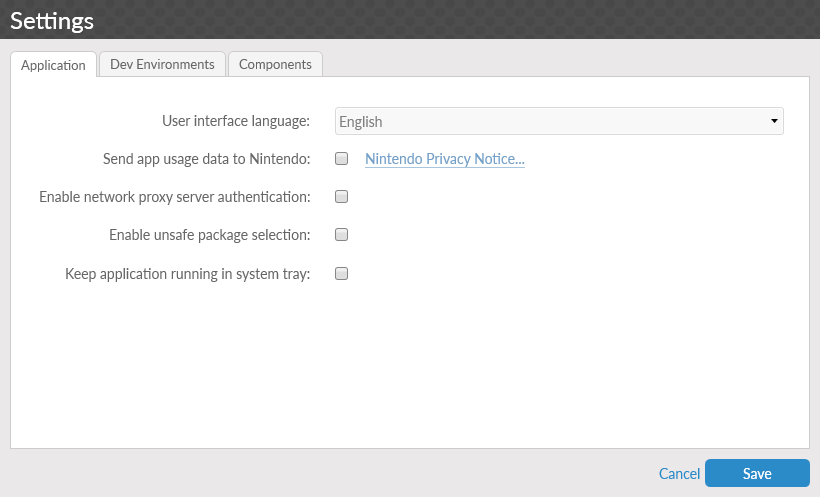 Settings
Application Dev Environments Components
User interface language: English
Send app usage data to Nintendo: Nintendo Privacy Notice...
Enable network proxy server authentication:
Enable unsafe package selection:
Keep application running in system tray:
Cancel Save